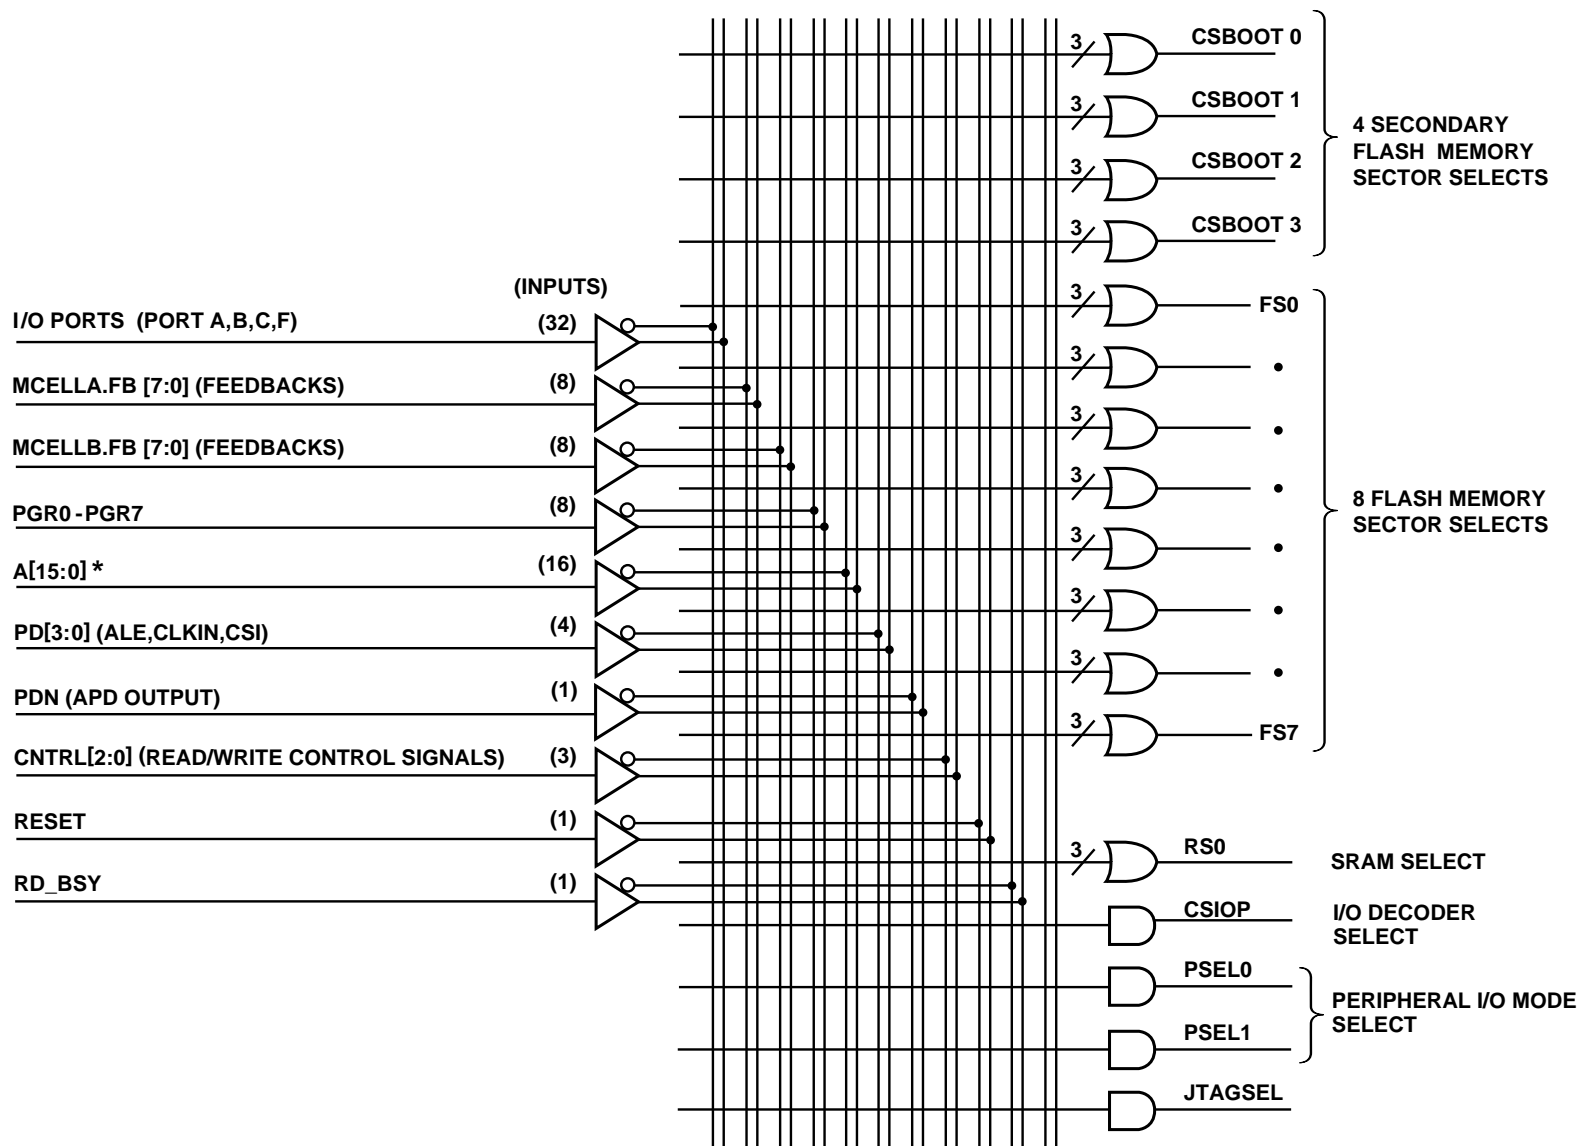 3 CSBOOT 0
3 CSBOOT 1
3 CSBOOT 2
3 CSBOOT 3
4 SECONDARY
FLASH MEMORY
SECTOR SELECTS
(INPUTS)
I/O PORTS (PORT A,B,C,F) (32)
MCELLA.FB [7:0] (FEEDBACKS) (8)
MCELLB.FB [7:0] (FEEDBACKS) (8)
PGR0 - PGR7 (8)
A[15:0] * (16)
PD[3:0] (ALE,CLKIN,CSI) (4)
PDN (APD OUTPUT) (1)
CNTRL[2:0] (READ/WRITE CONTROL SIGNALS) (3)
RESET (1)
RD_BSY (1)
3 FS0
3
3
3
3
3
3
3 FS7
8 FLASH MEMORY
SECTOR SELECTS
3 RS0 SRAM SELECT
CSIOP I/O DECODER
SELECT
PSEL0
PSEL1
PERIPHERAL I/O MODE
SELECT
JTAGSEL